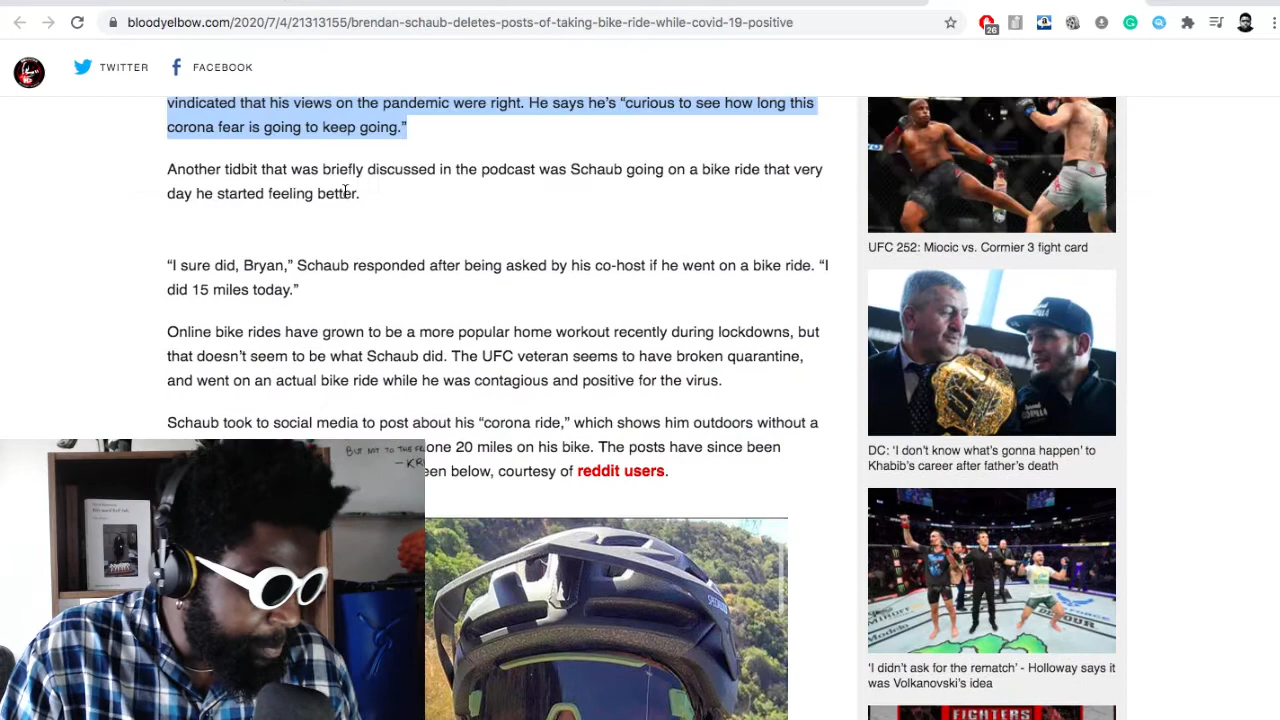 bloodyelbow.com/2020/7/4/21313155/brendan-schaub-deletes-posts-of-taking-bike-ride-while-covid-19-positive
26
TWITTER
FACEBOOK
vindicated that his views on the pandemic were right. He says he's “curious to see how long this
corona fear is going to keep going.”
Another tidbit that was briefly discussed in the podcast was Schaub going on a bike ride that very
day he started feeling better.
“I sure did, Bryan,” Schaub responded after being asked by his co-host if he went on a bike ride. “I
did 15 miles today.”
Online bike rides have grown to be a more popular home workout recently during lockdowns, but
that doesn't seem to be what Schaub did. The UFC veteran seems to have broken quarantine,
and went on an actual bike ride while he was contagious and positive for the virus.
Schaub took to social media to post about his “corona ride,” which shows him outdoors without a
one 20 miles on his bike. The posts have since been
een below, courtesy of reddit users.
BUT NOT TO THE
UFC 252: Miocic vs. Cormier 3 fight card
GORILLA
DC: ‘I don't know what's gonna happen’ to
Khabib's career after father's death
Modelo
AIR FORCE
‘I didn't ask for the rematch’ - Holloway says it
was Volkanovski's idea
FIGHTERS